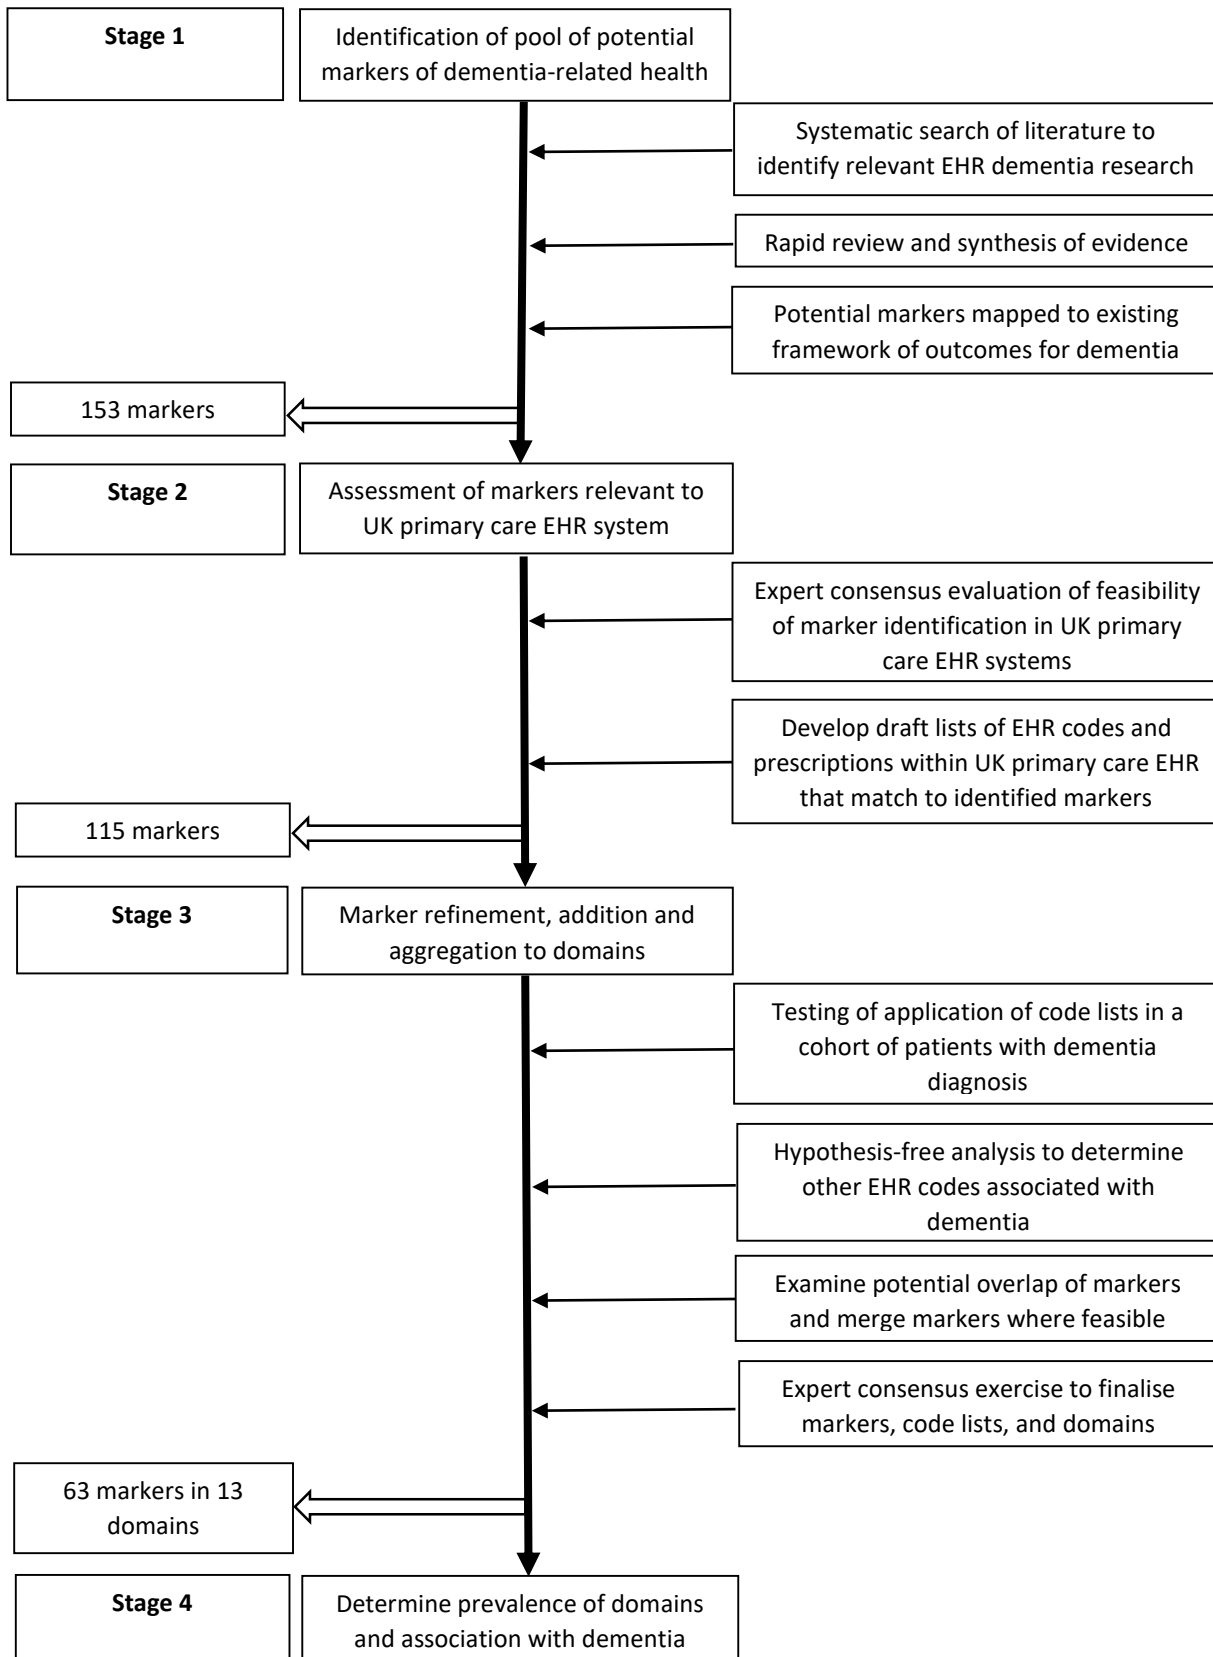 Stage 1
Identification of pool of potential
markers of dementia-related health
Systematic search of literature to
identify relevant EHR dementia research
Rapid review and synthesis of evidence
Potential markers mapped to existing
framework of outcomes for dementia
153 markers
Stage 2
Assessment of markers relevant to
UK primary care EHR system
Expert consensus evaluation of feasibility
of marker identification in UK primary
care EHR systems
Develop draft lists of EHR codes and
prescriptions within UK primary care EHR
that match to identified markers
115 markers
Stage 3
Marker refinement, addition and
aggregation to domains
Testing of application of code lists in a
cohort of patients with dementia
diagnosis
Hypothesis-free analysis to determine
other EHR codes associated with
dementia
Examine potential overlap of markers
and merge markers where feasible
Expert consensus exercise to finalise
markers, code lists, and domains
63 markers in 13
domains
Stage 4
Determine prevalence of domains
and association with dementia